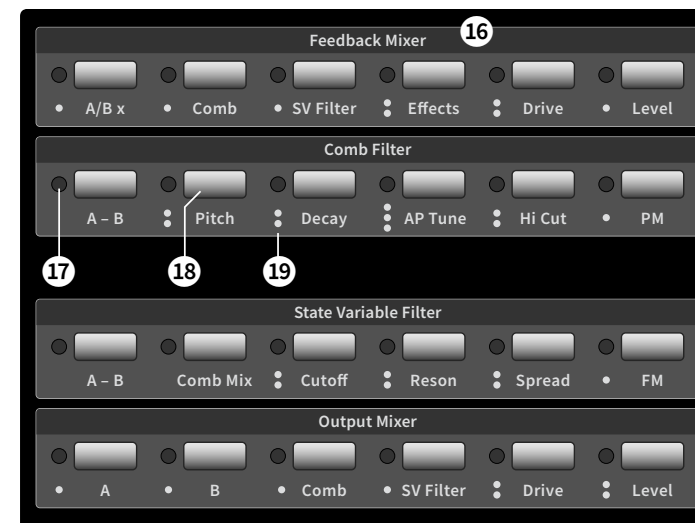 Feedback Mixer 16
A/B x Comb SV Filter Effects Drive Level
Comb Filter
A – B Pitch Decay AP Tune Hi Cut PM
17 18 19
State Variable Filter
A – B Comb Mix Cutoff Reson Spread FM
Output Mixer
A B Comb SV Filter Drive Level